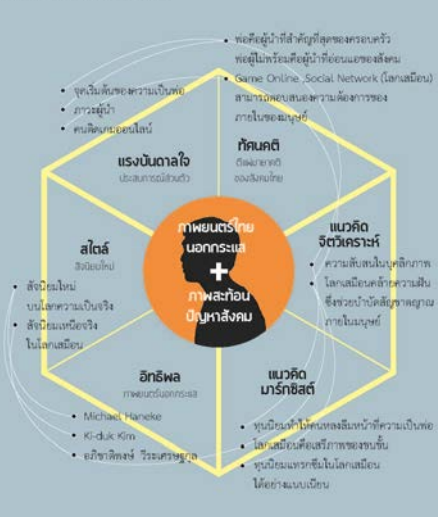 • พ่อคือผู้นำที่สำคัญที่สุดของครอบครัว
พ่อผู้ไม่พร้อมคือผู้นำที่อ่อนแอของสังคม
• Game Online ,Social Network (โลกเสมือน)
สามารถตอบสนองความต้องการของ
ภายในของมนุษย์
• จุดเริ่มต้นของความเป็นพ่อ
• ภาวะผู้นำ
• คนติดเกมออนไลน์
แรงบันดาลใจ
ประสบการณ์ส่วนตัว
ทัศนคติ
ตีแผ่มายาคติ
ของสังคมไทย
สไตล์
สัจนิยมใหม่
• สัจนิยมใหม่
บนโลกความเป็นจริง
• สัจนิยมเหนือจริง
ในโลกเสมือน
ภาพยนตร์ไทย
นอกกระแส
+
ภาพสะท้อน
ปัญหาสังคม
แนวคิด
จิตวิเคราะห์
• ความสับสนในบุคลิกภาพ
• โลกเสมือนคล้ายความฝัน
ซึ่งช่วยบำบัดสัญชาตญาณ
ภายในมนุษย์
อิทธิพล
ภาพยนตร์นอกกระแส
• Michael Haneke
• Ki-duk Kim
• อภิชาติพงษ์ วีระเศรษฐกุล
แนวคิด
มาร์กซิสต์
• ทุนนิยมทำให้คนหลงลืมหน้าที่ความเป็นพ่อ
• โลกเสมือนคือเสรีภาพของชนชั้น
• ทุนนิยมแทรกซึมในโลกเสมือน
ได้อย่างแนบเนียน